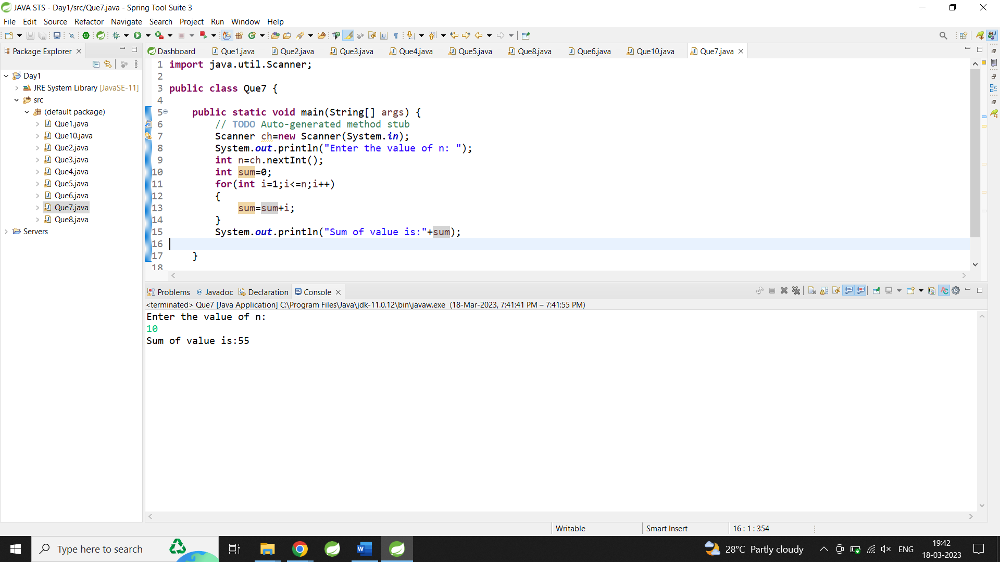 JAVA STS - Day1/src/Que7.java - Spring Tool Suite 3
File Edit Source Refactor Navigate Search Project Run Window Help
Package Explorer
Day1
JRE System Library [JavaSE-11]
src
(default package)
Que1.java
Que10.java
Que2.java
Que3.java
Que4.java
Que5.java
Que6.java
Que7.java
Que8.java
Servers
Dashboard Que1.java Que2.java Que3.java Que4.java Que5.java Que8.java Que6.java Que10.java Que7.java
1 import java.util.Scanner;
2
3 public class Que7 {
4
5 public static void main(String[] args) {
6 // TODO Auto-generated method stub
7 Scanner ch=new Scanner(System.in);
8 System.out.println("Enter the value of n: ");
9 int n=ch.nextInt();
10 int sum=0;
11 for(int i=1;i<=n;i++)
12 {
13 sum=sum+i;
14 }
15 System.out.println("Sum of value is:"+sum);
16
17 }
18
Problems @ Javadoc Declaration Console
<terminated> Que7 [Java Application] C:\Program Files\Java\jdk-11.0.12\bin\javaw.exe (18-Mar-2023, 7:41:41 PM – 7:41:55 PM)
Enter the value of n:
10
Sum of value is:55
Writable Smart Insert 16 : 1 : 354
Type here to search
28°C Partly cloudy
ENG
19:42
18-03-2023